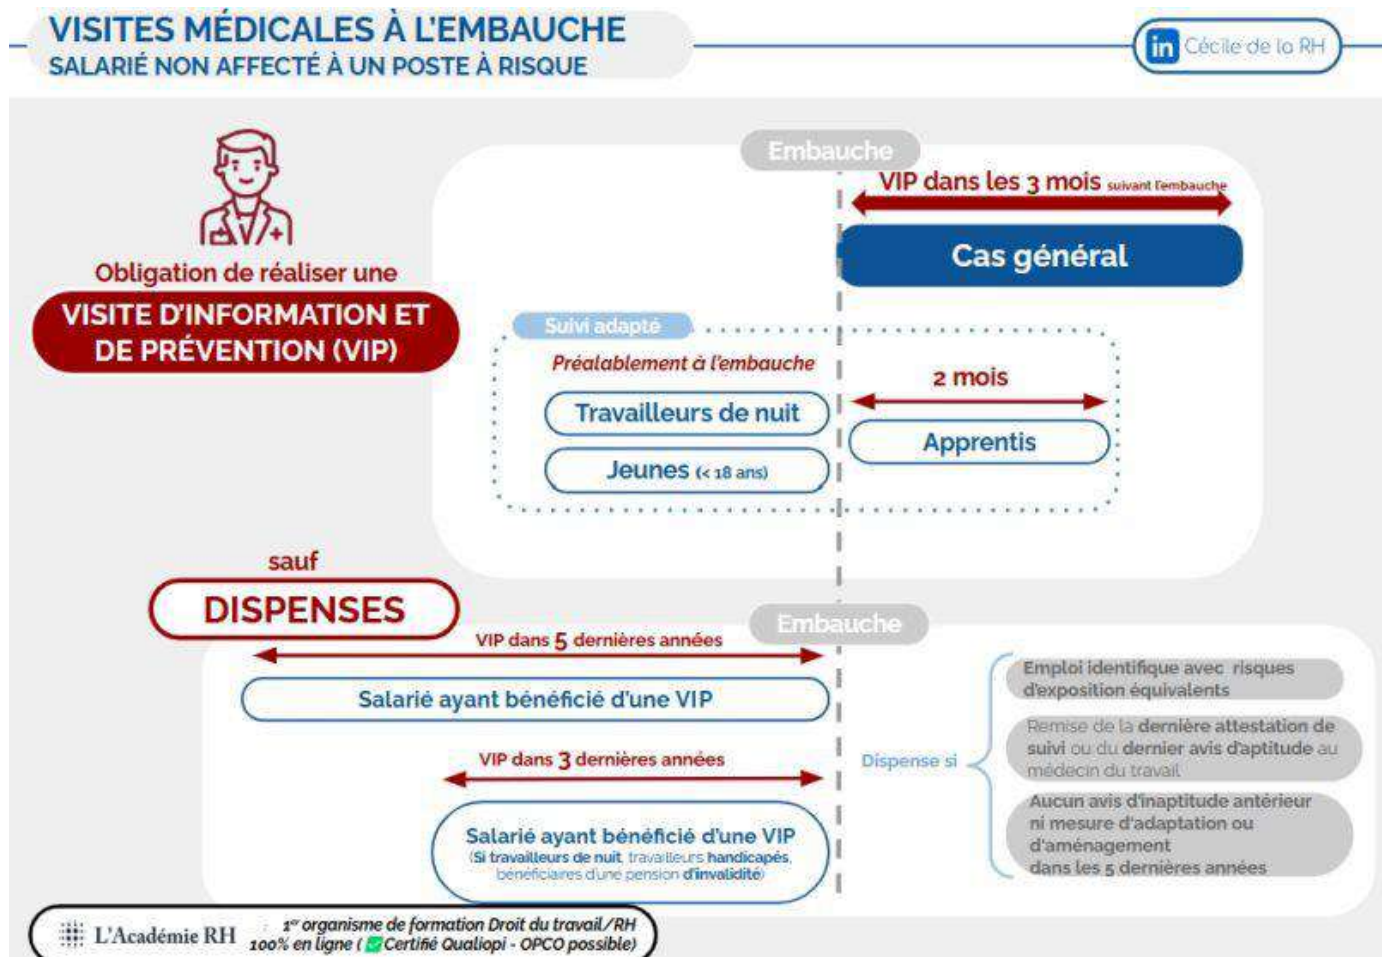 VISITES MÉDICALES À L'EMBAUCHE
SALARIÉ NON AFFECTÉ À UN POSTE À RISQUE
in Cécile de la RH
Obligation de réaliser une
VISITE D'INFORMATION ET
DE PRÉVENTION (VIP)
Embauche
VIP dans les 3 mois suivant l'embauche
Cas général
Suivi adapté
Préalablement à l'embauche
Travailleurs de nuit
Jeunes (< 18 ans)
2 mois
Apprentis
sauf
DISPENSES
Embauche
VIP dans 5 dernières années
Salarié ayant bénéficié d'une VIP
VIP dans 3 dernières années
Salarié ayant bénéficié d'une VIP
(Si travailleurs de nuit, travailleurs handicapés,
bénéficiaires d'une pension d'invalidité)
Dispense si
Emploi identifique avec risques
d'exposition équivalents
Remise de la dernière attestation de
suivi ou du dernier avis d'aptitude au
médecin du travail
Aucun avis d'inaptitude antérieur
ni mesure d'adaptation ou
d'aménagement
dans les 5 dernières années
L'Académie RH
1er organisme de formation Droit du travail/RH
100% en ligne ( ✅ Certifié Qualiopi - OPCO possible)